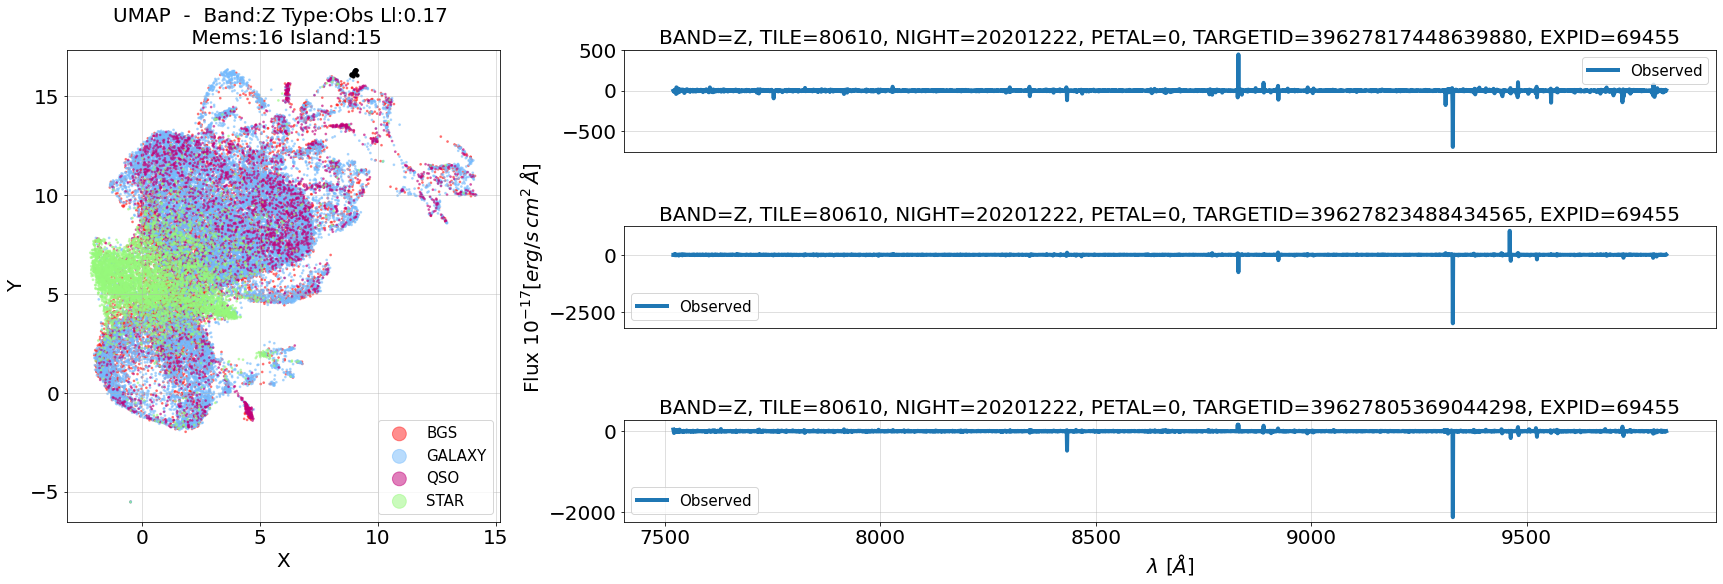 UMAP - Band:Z Type:Obs Ll:0.17
Mems:16 Island:15
15
10
5
0
−5
Y
0
5
10
15
X
BGS
GALAXY
QSO
STAR
BAND=Z, TILE=80610, NIGHT=20201222, PETAL=0, TARGETID=39627817448639880, EXPID=69455
500
0
−500
Observed
BAND=Z, TILE=80610, NIGHT=20201222, PETAL=0, TARGETID=39627823488434565, EXPID=69455
0
−2500
Observed
Flux 10⁻¹⁷[erg/s cm² Å]
BAND=Z, TILE=80610, NIGHT=20201222, PETAL=0, TARGETID=39627805369044298, EXPID=69455
0
−2000
Observed
7500
8000
8500
9000
9500
λ [Å]